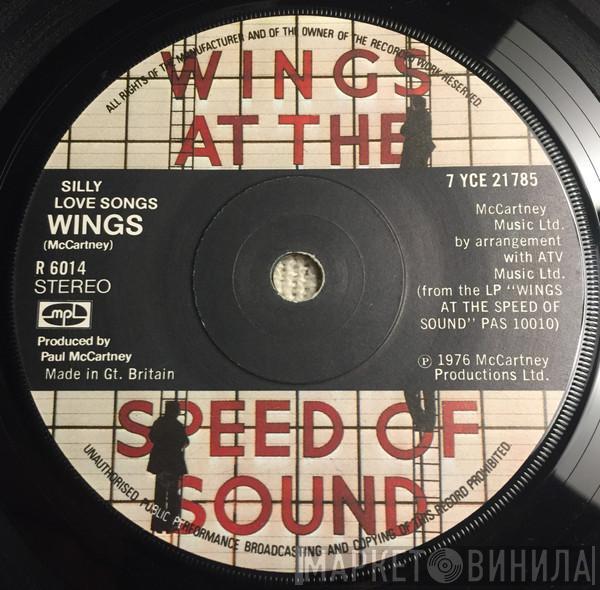 ALL RIGHTS OF THE MANUFACTURER AND OF THE OWNER OF THE RECORDED WORK RESERVED.
WINGS
AT THE
SILLY
LOVE SONGS
WINGS
(McCartney)
R 6014
STEREO
mpl
Produced by
Paul McCartney
Made in Gt. Britain
7 YCE 21785
McCartney
Music Ltd.
by arrangement
with ATV
Music Ltd.
(from the LP "WINGS
AT THE SPEED OF
SOUND" PAS 10010)
℗ 1976 McCartney
Productions Ltd.
SPEED OF
SOUND
UNAUTHORISED PUBLIC PERFORMANCE BROADCASTING AND COPYING OF THIS RECORD PROHIBITED.
МАРКЕТ ВИНИЛА